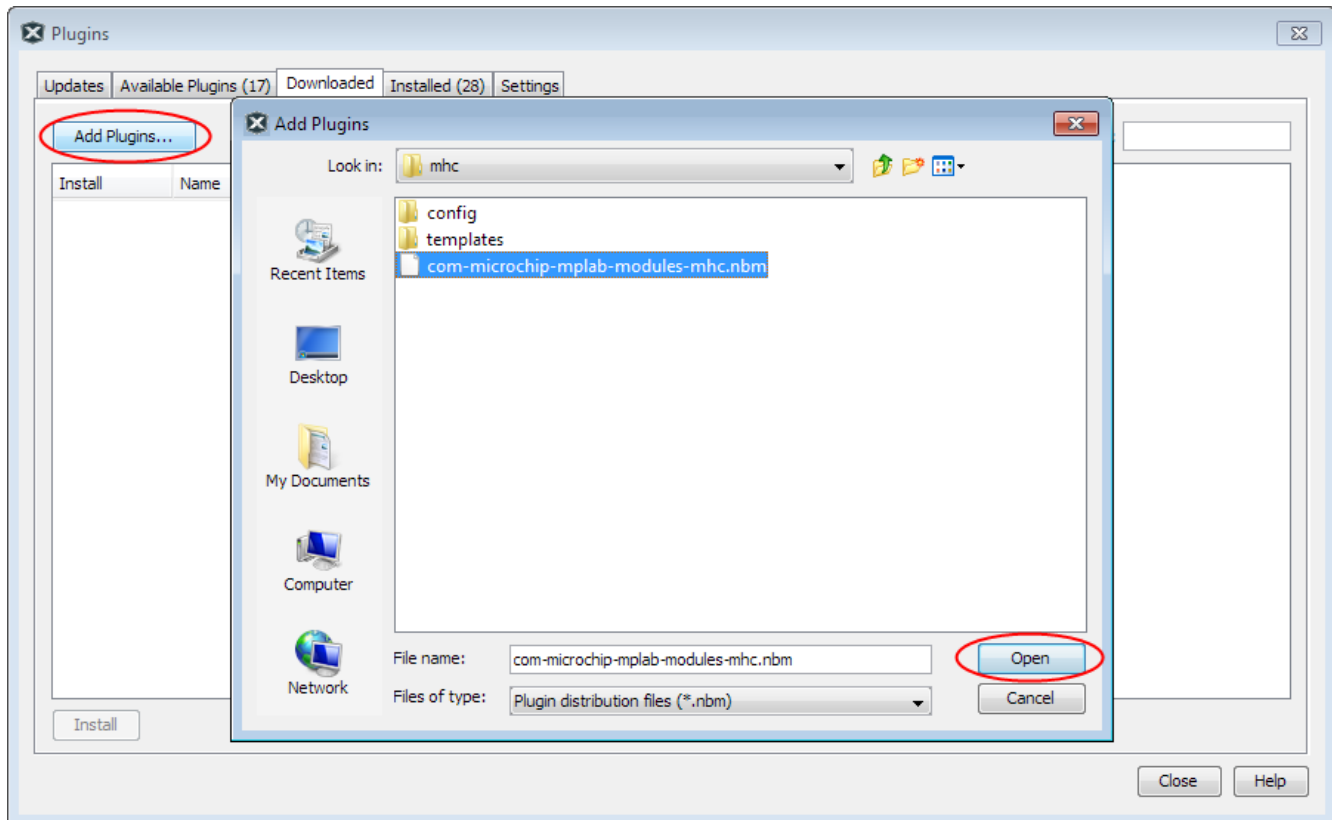 Plugins
Updates Available Plugins (17) Downloaded Installed (28) Settings
Add Plugins...
Install Name
Add Plugins
Look in: mhc
config
templates
com-microchip-mplab-modules-mhc.nbm
Recent Items
Desktop
My Documents
Computer
Network
File name: com-microchip-mplab-modules-mhc.nbm Open
Files of type: Plugin distribution files (*.nbm) Cancel
Install
Close Help